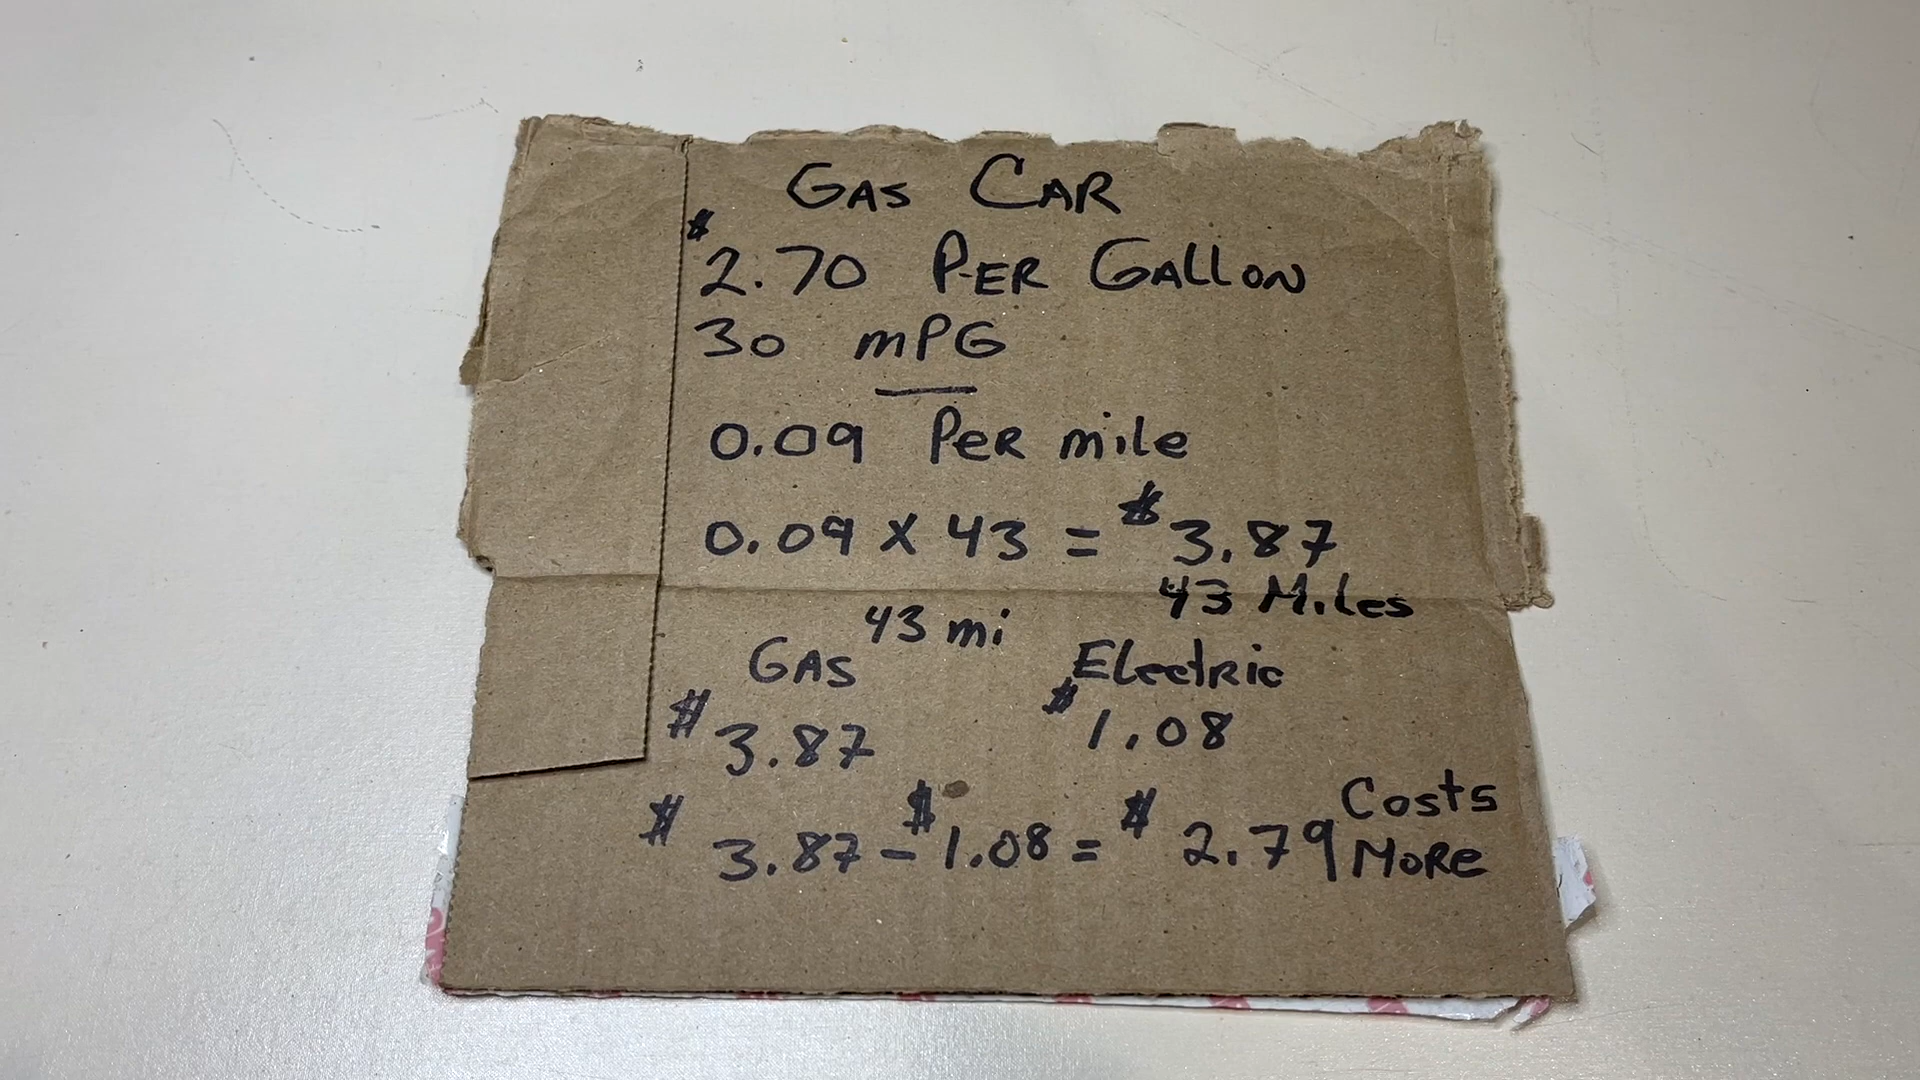 GAS CAR
$2.70 PER GALLON
30 MPG
0.09 PER mile
0.09 X 43 = $3.87
43 MiLes
43 mi
GAS Electric
$3.87 $1.08
$3.87 - $1.08 = $2.79 Costs MORE